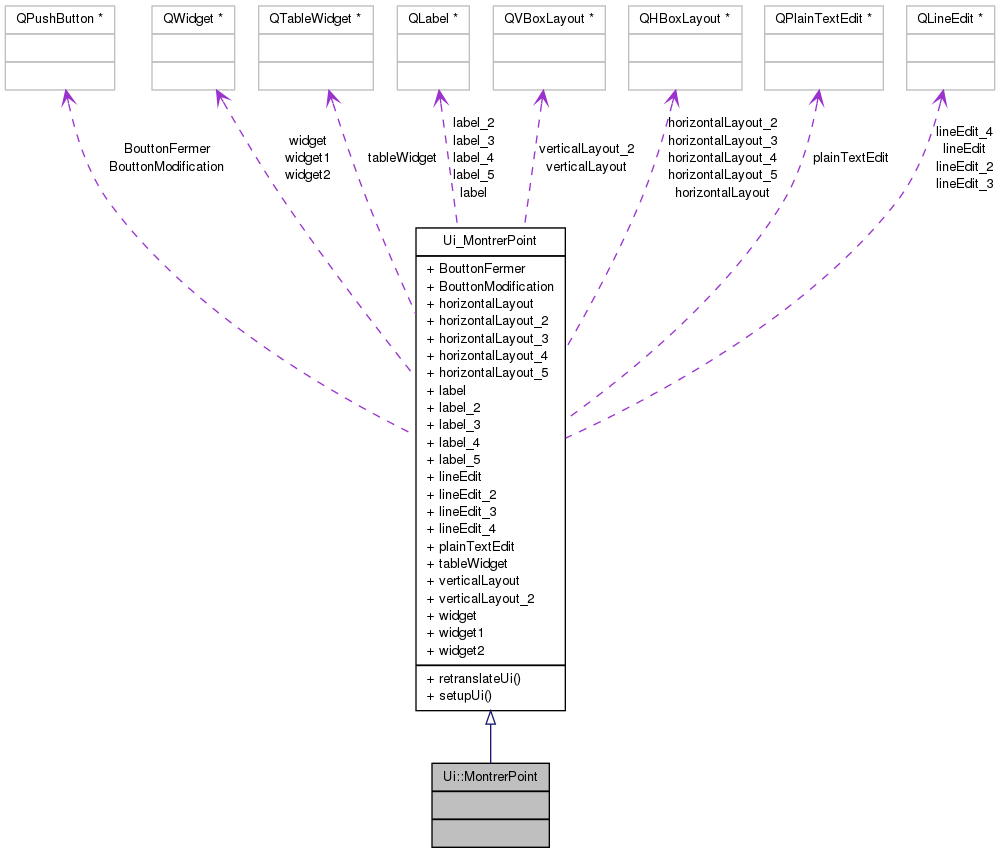 QPushButton *
QWidget *
QTableWidget *
QLabel *
QVBoxLayout *
QHBoxLayout *
QPlainTextEdit *
QLineEdit *
BouttonFermer
BouttonModification
widget
widget1
widget2
tableWidget
label_2
label_3
label_4
label_5
label
verticalLayout_2
verticalLayout
horizontalLayout_2
horizontalLayout_3
horizontalLayout_4
horizontalLayout_5
horizontalLayout
plainTextEdit
lineEdit_4
lineEdit
lineEdit_2
lineEdit_3
Ui_MontrerPoint
+ BouttonFermer
+ BouttonModification
+ horizontalLayout
+ horizontalLayout_2
+ horizontalLayout_3
+ horizontalLayout_4
+ horizontalLayout_5
+ label
+ label_2
+ label_3
+ label_4
+ label_5
+ lineEdit
+ lineEdit_2
+ lineEdit_3
+ lineEdit_4
+ plainTextEdit
+ tableWidget
+ verticalLayout
+ verticalLayout_2
+ widget
+ widget1
+ widget2
+ retranslateUi()
+ setupUi()
Ui::MontrerPoint